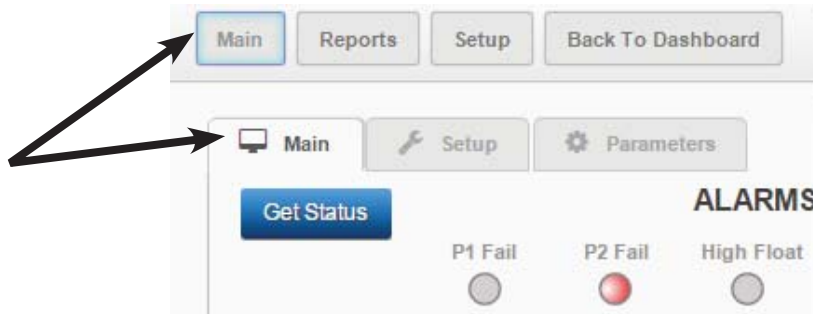 Main Reports Setup Back To Dashboard
Main Setup Parameters
Get Status
ALARMS
P1 Fail P2 Fail High Float